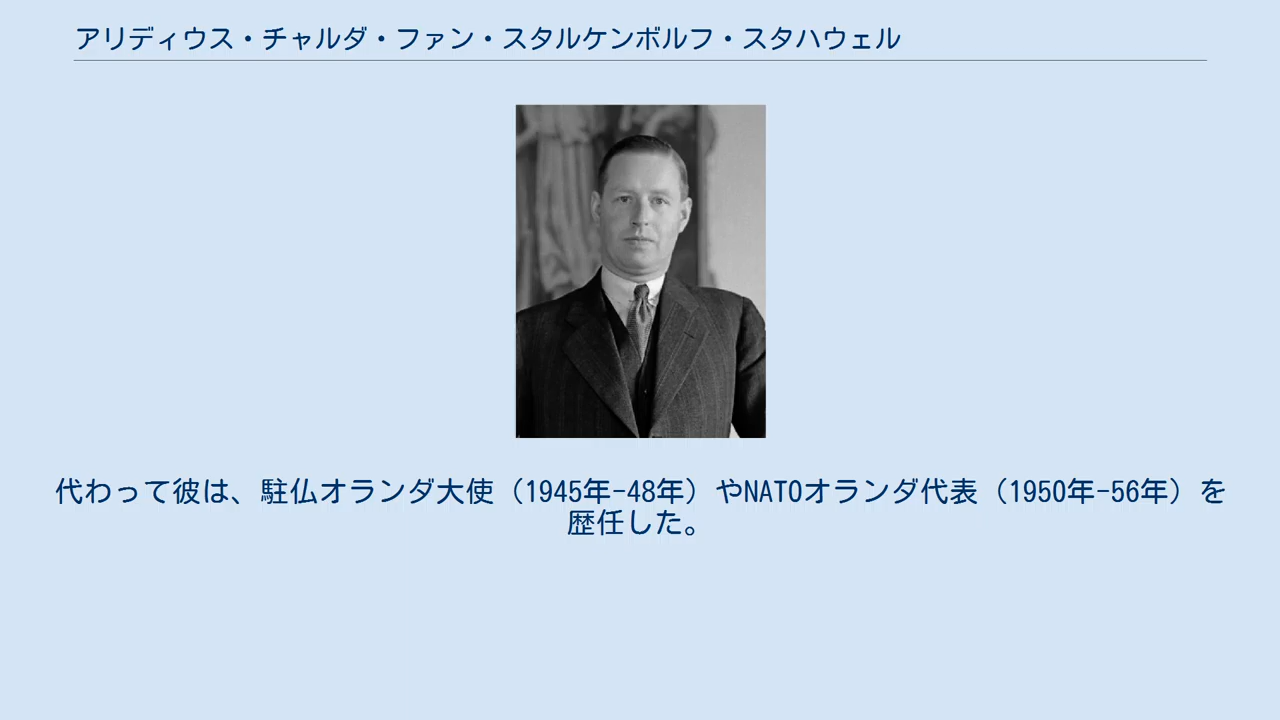 アリディウス・チャルダ・ファン・スタルケンボルフ・スタハウェル
代わって彼は、駐仏オランダ大使（1945年-48年）やNATOオランダ代表（1950年-56年）を
歴任した。